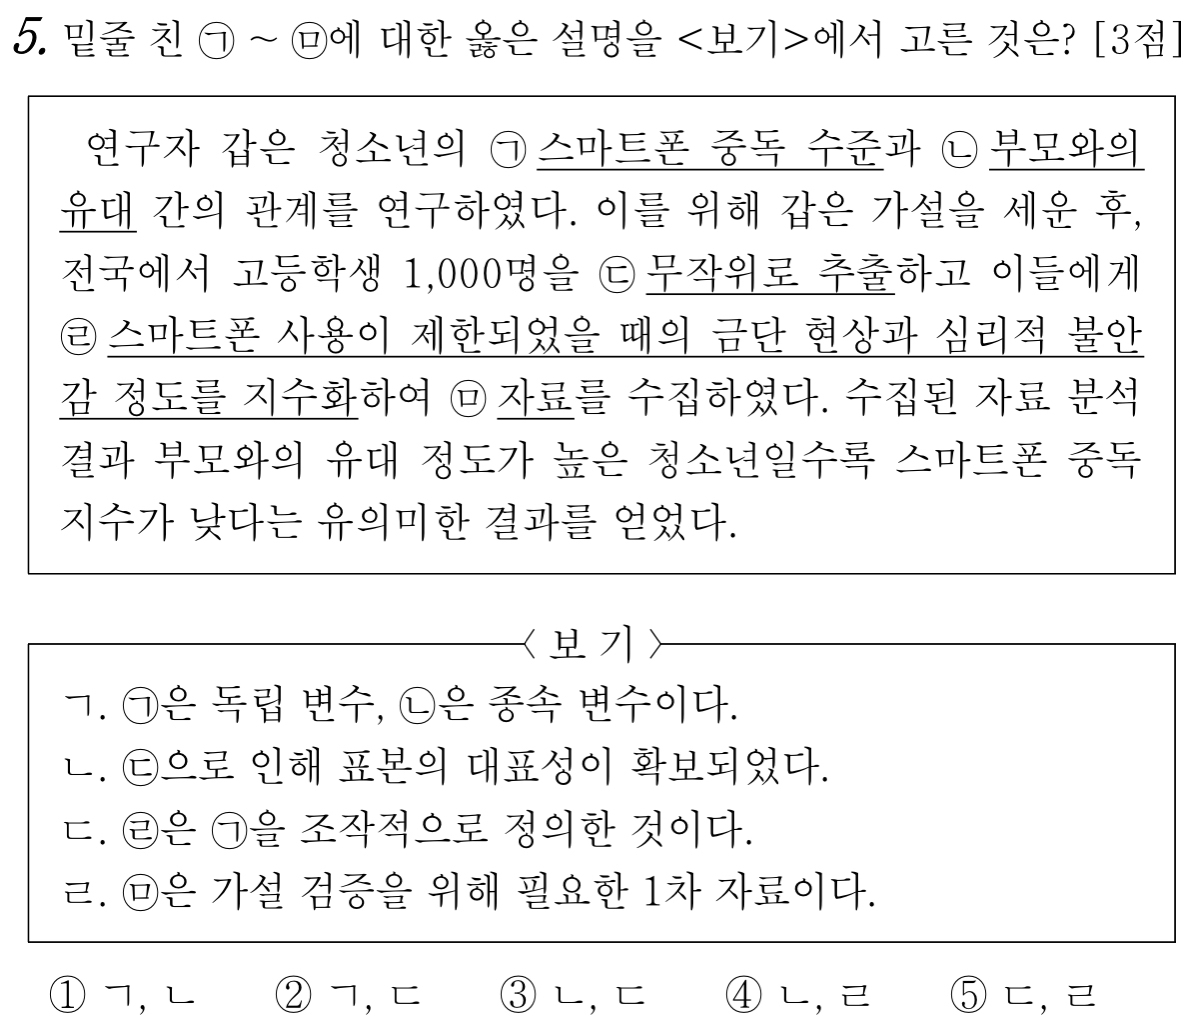 5. 밑줄 친 ㉠ ~ ㉤에 대한 옳은 설명을 <보기>에서 고른 것은? [3점]
연구자 갑은 청소년의 ㉠ 스마트폰 중독 수준과 ㉡ 부모와의
유대 간의 관계를 연구하였다. 이를 위해 갑은 가설을 세운 후,
전국에서 고등학생 1,000명을 ㉢ 무작위로 추출하고 이들에게
㉣ 스마트폰 사용이 제한되었을 때의 금단 현상과 심리적 불안
감 정도를 지수화하여 ㉤ 자료를 수집하였다. 수집된 자료 분석
결과 부모와의 유대 정도가 높은 청소년일수록 스마트폰 중독
지수가 낮다는 유의미한 결과를 얻었다.
〈 보 기 〉
ㄱ. ㉠은 독립 변수, ㉡은 종속 변수이다.
ㄴ. ㉢으로 인해 표본의 대표성이 확보되었다.
ㄷ. ㉣은 ㉠을 조작적으로 정의한 것이다.
ㄹ. ㉤은 가설 검증을 위해 필요한 1차 자료이다.
① ㄱ, ㄴ ② ㄱ, ㄷ ③ ㄴ, ㄷ ④ ㄴ, ㄹ ⑤ ㄷ, ㄹ